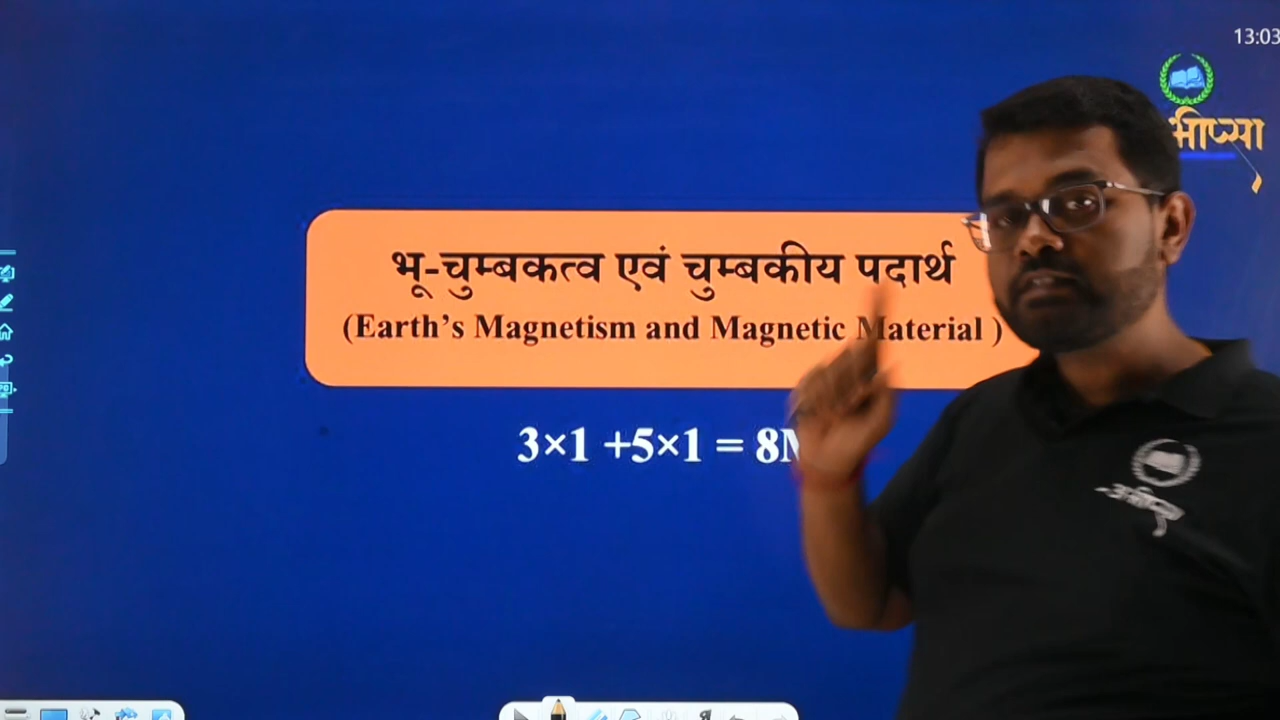 13:03
भू-चुम्बकत्व एवं चुम्बकीय पदार्थ
(Earth's Magnetism and Magnetic Material )
3×1 +5×1 = 8